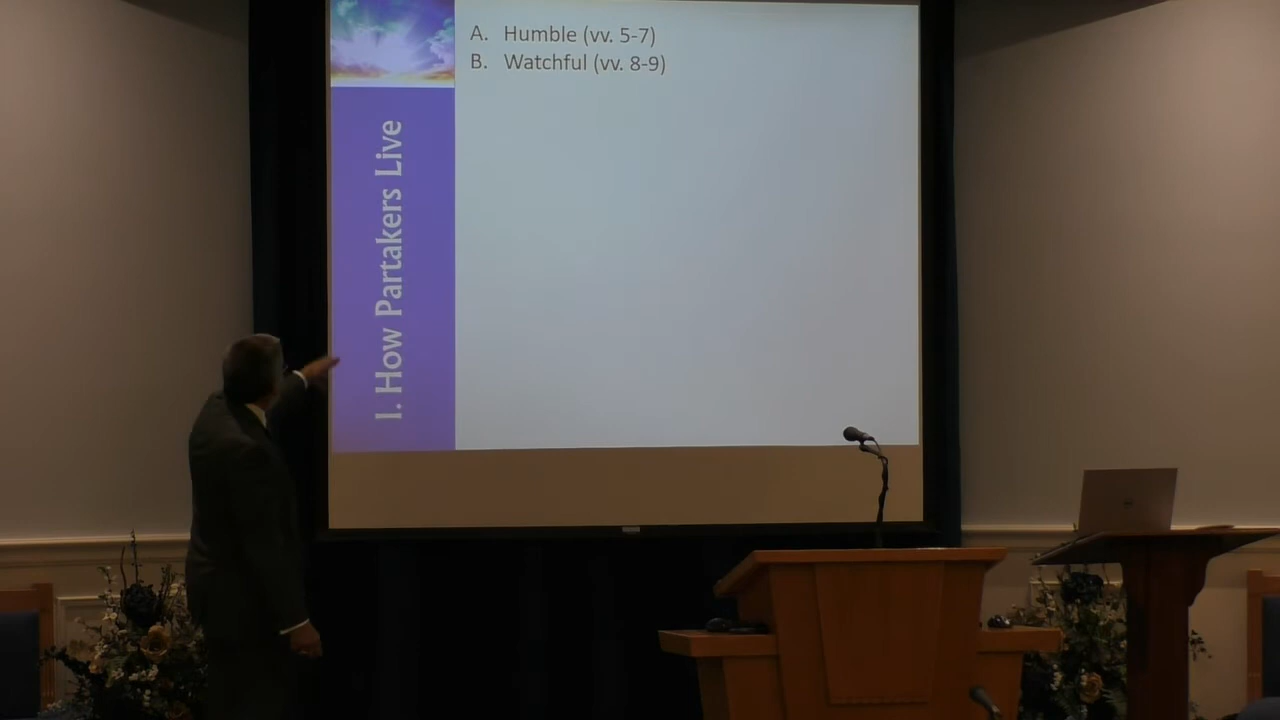 A. Humble (vv. 5-7)
B. Watchful (vv. 8-9)
I. How Partakers Live